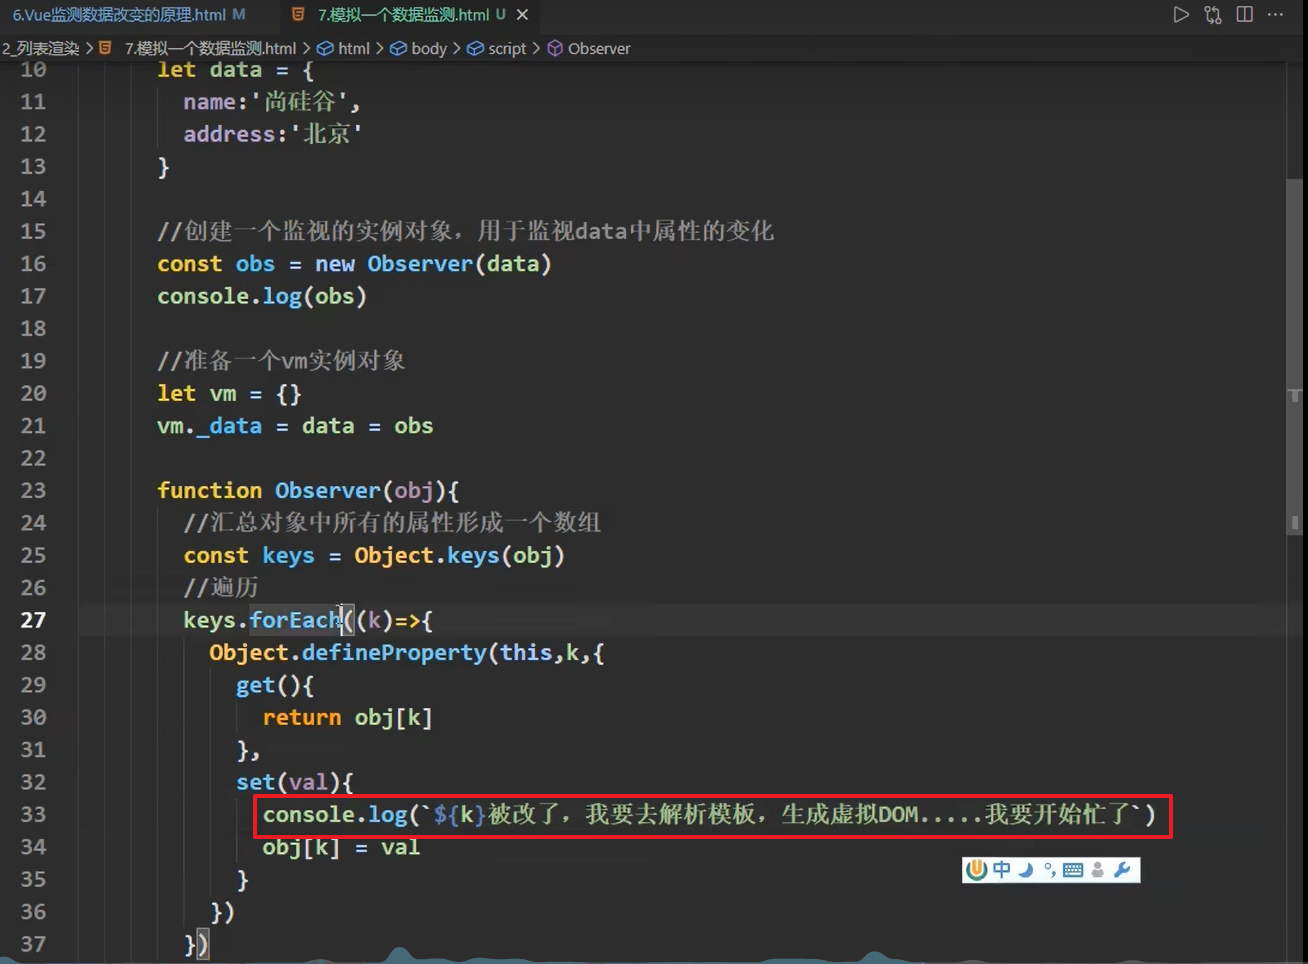 6.Vue监测数据改变的原理.html M
7.模拟一个数据监测.html U
2_列表渲染 > 7.模拟一个数据监测.html > html > body > script > Observer
10 let data = {
11 name:'尚硅谷',
12 address:'北京'
13 }
14
15 //创建一个监视的实例对象，用于监视data中属性的变化
16 const obs = new Observer(data)
17 console.log(obs)
18
19 //准备一个vm实例对象
20 let vm = {}
21 vm._data = data = obs
22
23 function Observer(obj){
24 //汇总对象中所有的属性形成一个数组
25 const keys = Object.keys(obj)
26 //遍历
27 keys.forEach((k)=>{
28 Object.defineProperty(this,k,{
29 get(){
30 return obj[k]
31 },
32 set(val){
33 console.log(`${k}被改了，我要去解析模板，生成虚拟DOM.....我要开始忙了`)
34 obj[k] = val
35 }
36 })
37 })
中